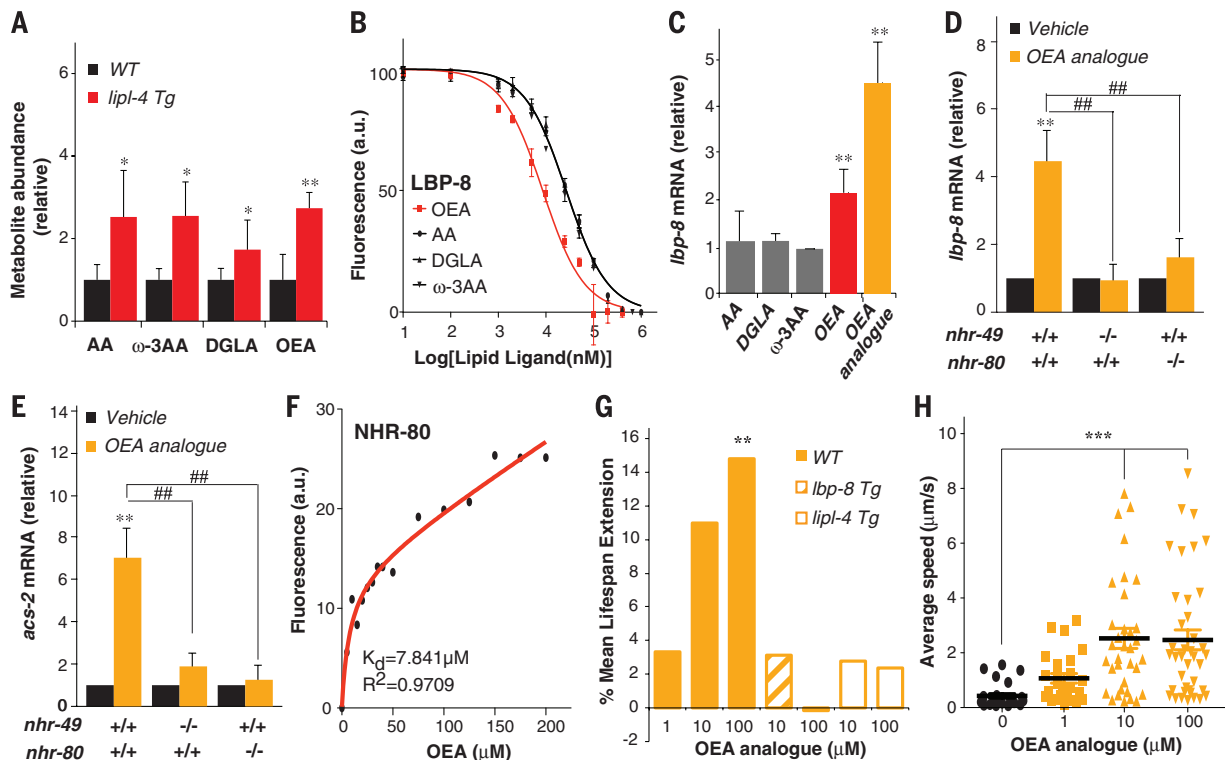 A
WT
lipl-4 Tg
Metabolite abundance
(relative)
6
4
2
0
*
*
*
**
AA
ω-3AA
DGLA
OEA
B
Fluorescence (a.u.)
100
50
0
LBP-8
OEA
AA
DGLA
ω-3AA
1 2 3 4 5 6
Log[Lipid Ligand(nM)]
C
lbp-8 mRNA (relative)
5
4
3
2
1
0
**
**
AA
DGLA
ω-3AA
OEA
OEA
analogue
D
Vehicle
OEA analogue
lbp-8 mRNA (relative)
8
6
4
2
0
**
##
##
nhr-49 +/+ -/- +/+
nhr-80 +/+ +/+ -/-
E
Vehicle
OEA analogue
acs-2 mRNA (relative)
14
12
10
8
6
4
2
0
**
##
##
nhr-49 +/+ -/- +/+
nhr-80 +/+ +/+ -/-
F
NHR-80
Fluorescence (a.u.)
30
20
10
0
Kd=7.841μM
R2=0.9709
0 50 100 150 200
OEA (μM)
G
% Mean Lifespan Extension
16
14
12
10
8
6
4
2
0
-2
**
WT
lbp-8 Tg
lipl-4 Tg
1 10 100 10 100 10 100
OEA analogue (μM)
H
Average speed (μm/s)
10
8
6
4
2
0
***
0 1 10 100
OEA analogue (μM)